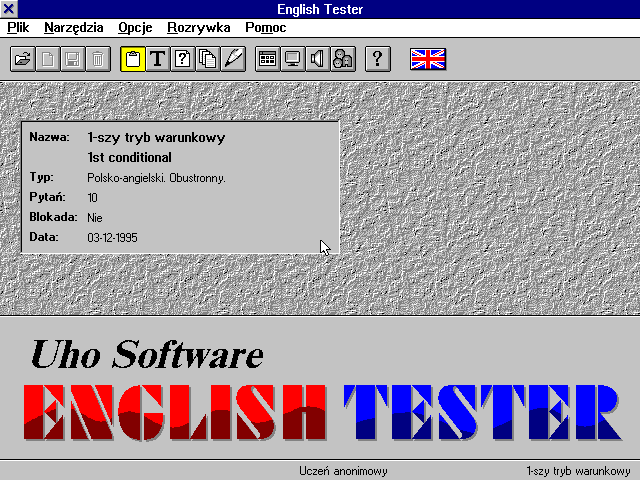 English Tester
Plik Narzędzia Opcje Rozrywka Pomoc
T ? ?
Nazwa: 1-szy tryb warunkowy
1st conditional
Typ: Polsko-angielski. Obustronny.
Pytań: 10
Blokada: Nie
Data: 03-12-1995
Uho Software
ENGLISH TESTER
Uczeń anonimowy 1-szy tryb warunkowy